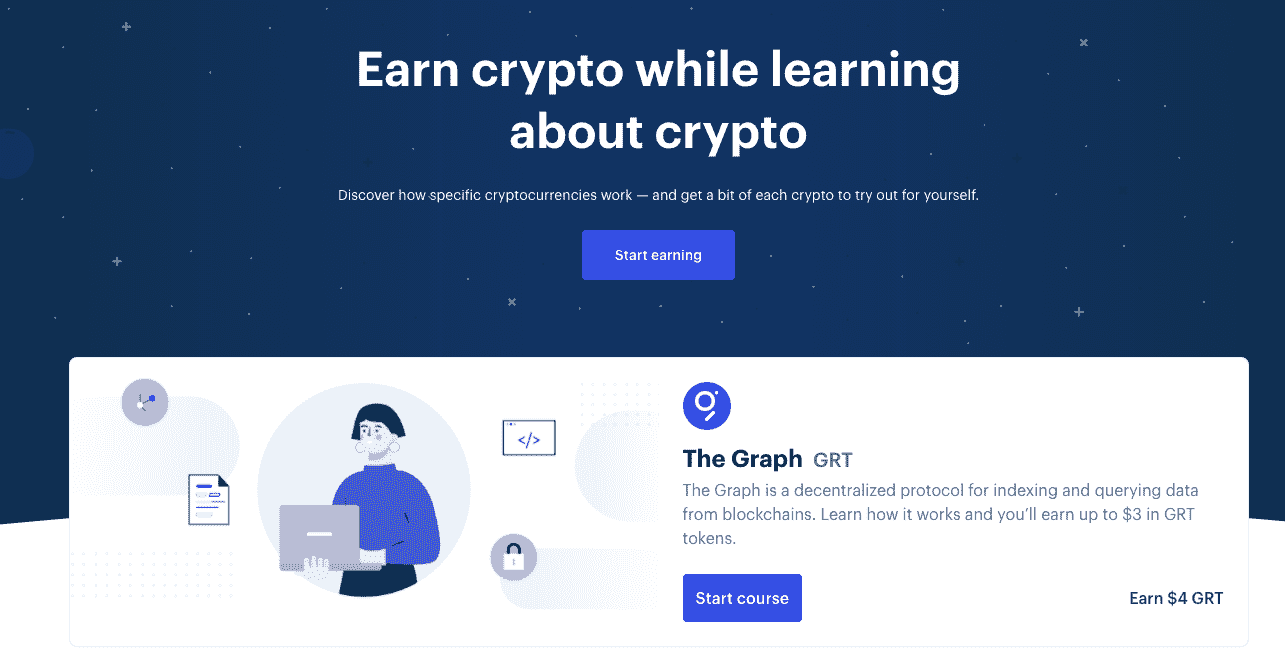 Earn crypto while learning
about crypto
Discover how specific cryptocurrencies work — and get a bit of each crypto to try out for yourself.
Start earning
</>
The Graph GRT
The Graph is a decentralized protocol for indexing and querying data
from blockchains. Learn how it works and you’ll earn up to $3 in GRT
tokens.
Start course
Earn $4 GRT